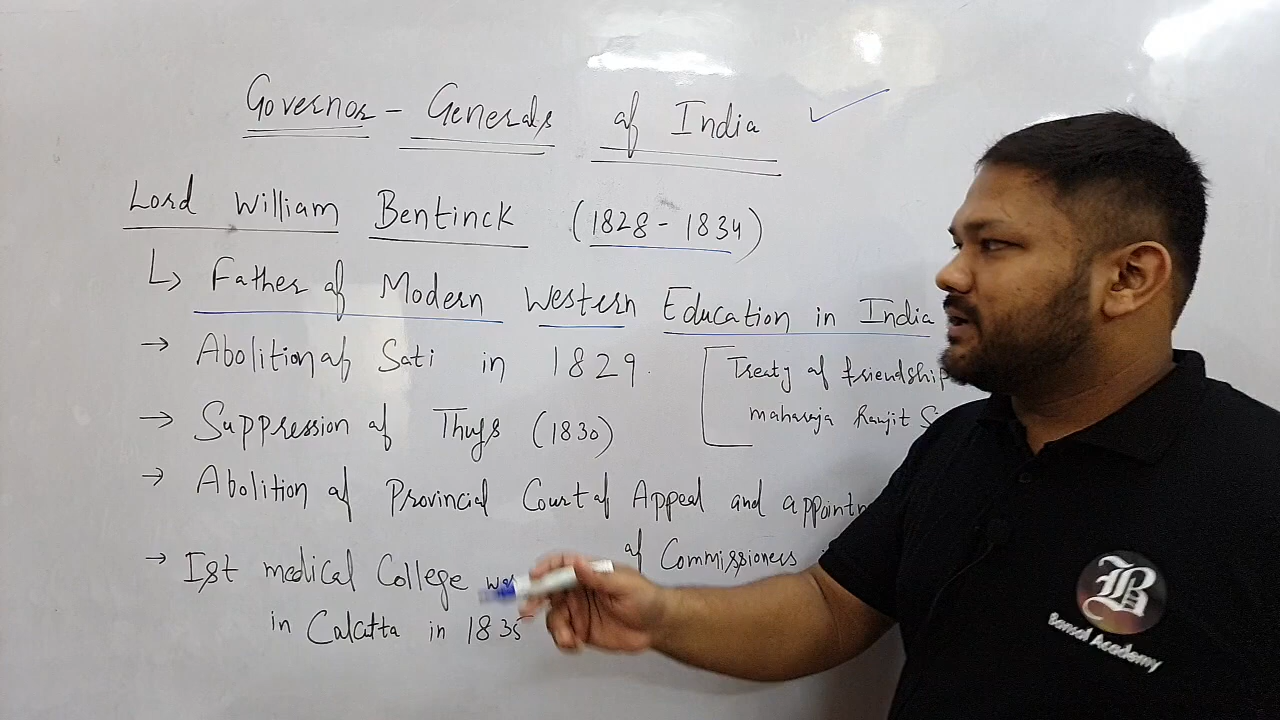 Governor - Generals of India
Lord William Bentinck (1828 - 1834)
Father of Modern Western Education in India
→ Abolition of Sati in 1829.
Treaty of friendship
maharaja Ranjit
→ Suppression of Thugs (1830)
→ Abolition of Provincial Court of Appeal and
of Commissioners
→ Ist medical College
in Calcutta in 1835
B
Bansal Academy